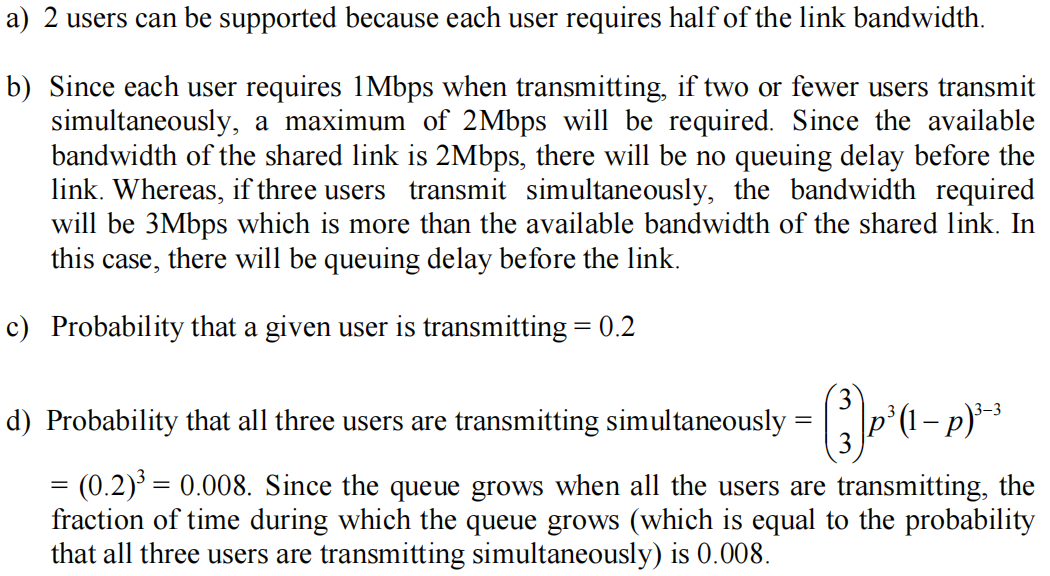 a) 2 users can be supported because each user requires half of the link bandwidth.
b) Since each user requires 1Mbps when transmitting, if two or fewer users transmit
simultaneously, a maximum of 2Mbps will be required. Since the available
bandwidth of the shared link is 2Mbps, there will be no queuing delay before the
link. Whereas, if three users transmit simultaneously, the bandwidth required
will be 3Mbps which is more than the available bandwidth of the shared link. In
this case, there will be queuing delay before the link.
c) Probability that a given user is transmitting = 0.2
d) Probability that all three users are transmitting simultaneously = $\binom{3}{3} p^3 (1-p)^{3-3}$
= (0.2)³ = 0.008. Since the queue grows when all the users are transmitting, the
fraction of time during which the queue grows (which is equal to the probability
that all three users are transmitting simultaneously) is 0.008.